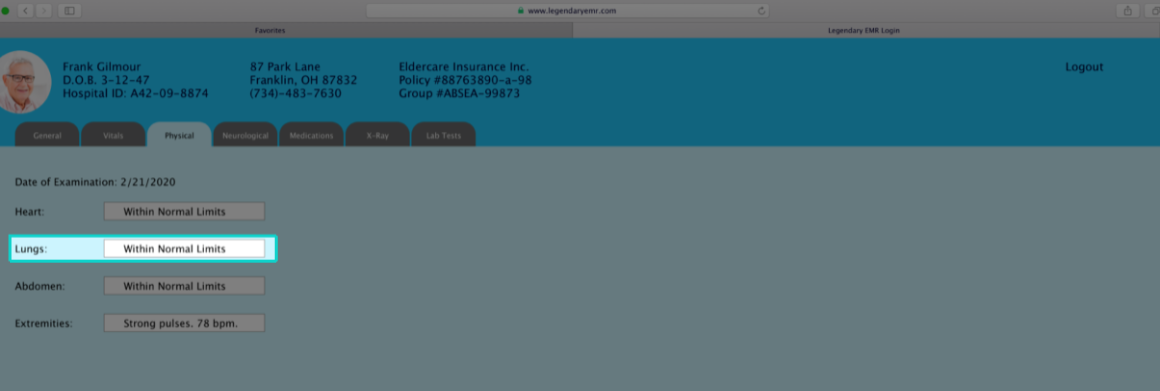 www.legendaryemr.com
Favorites
Legendary EMR Login
Frank Gilmour
D.O.B. 3-12-47
Hospital ID: A42-09-8874
87 Park Lane
Franklin, OH 87832
(734)-483-7630
Eldercare Insurance Inc.
Policy #88763890-a-98
Group #ABSEA-99873
Logout
General
Vitals
Physical
Neurological
Medications
X-Ray
Lab Tests
Date of Examination: 2/21/2020
Heart: Within Normal Limits
Lungs: Within Normal Limits
Abdomen: Within Normal Limits
Extremities: Strong pulses. 78 bpm.